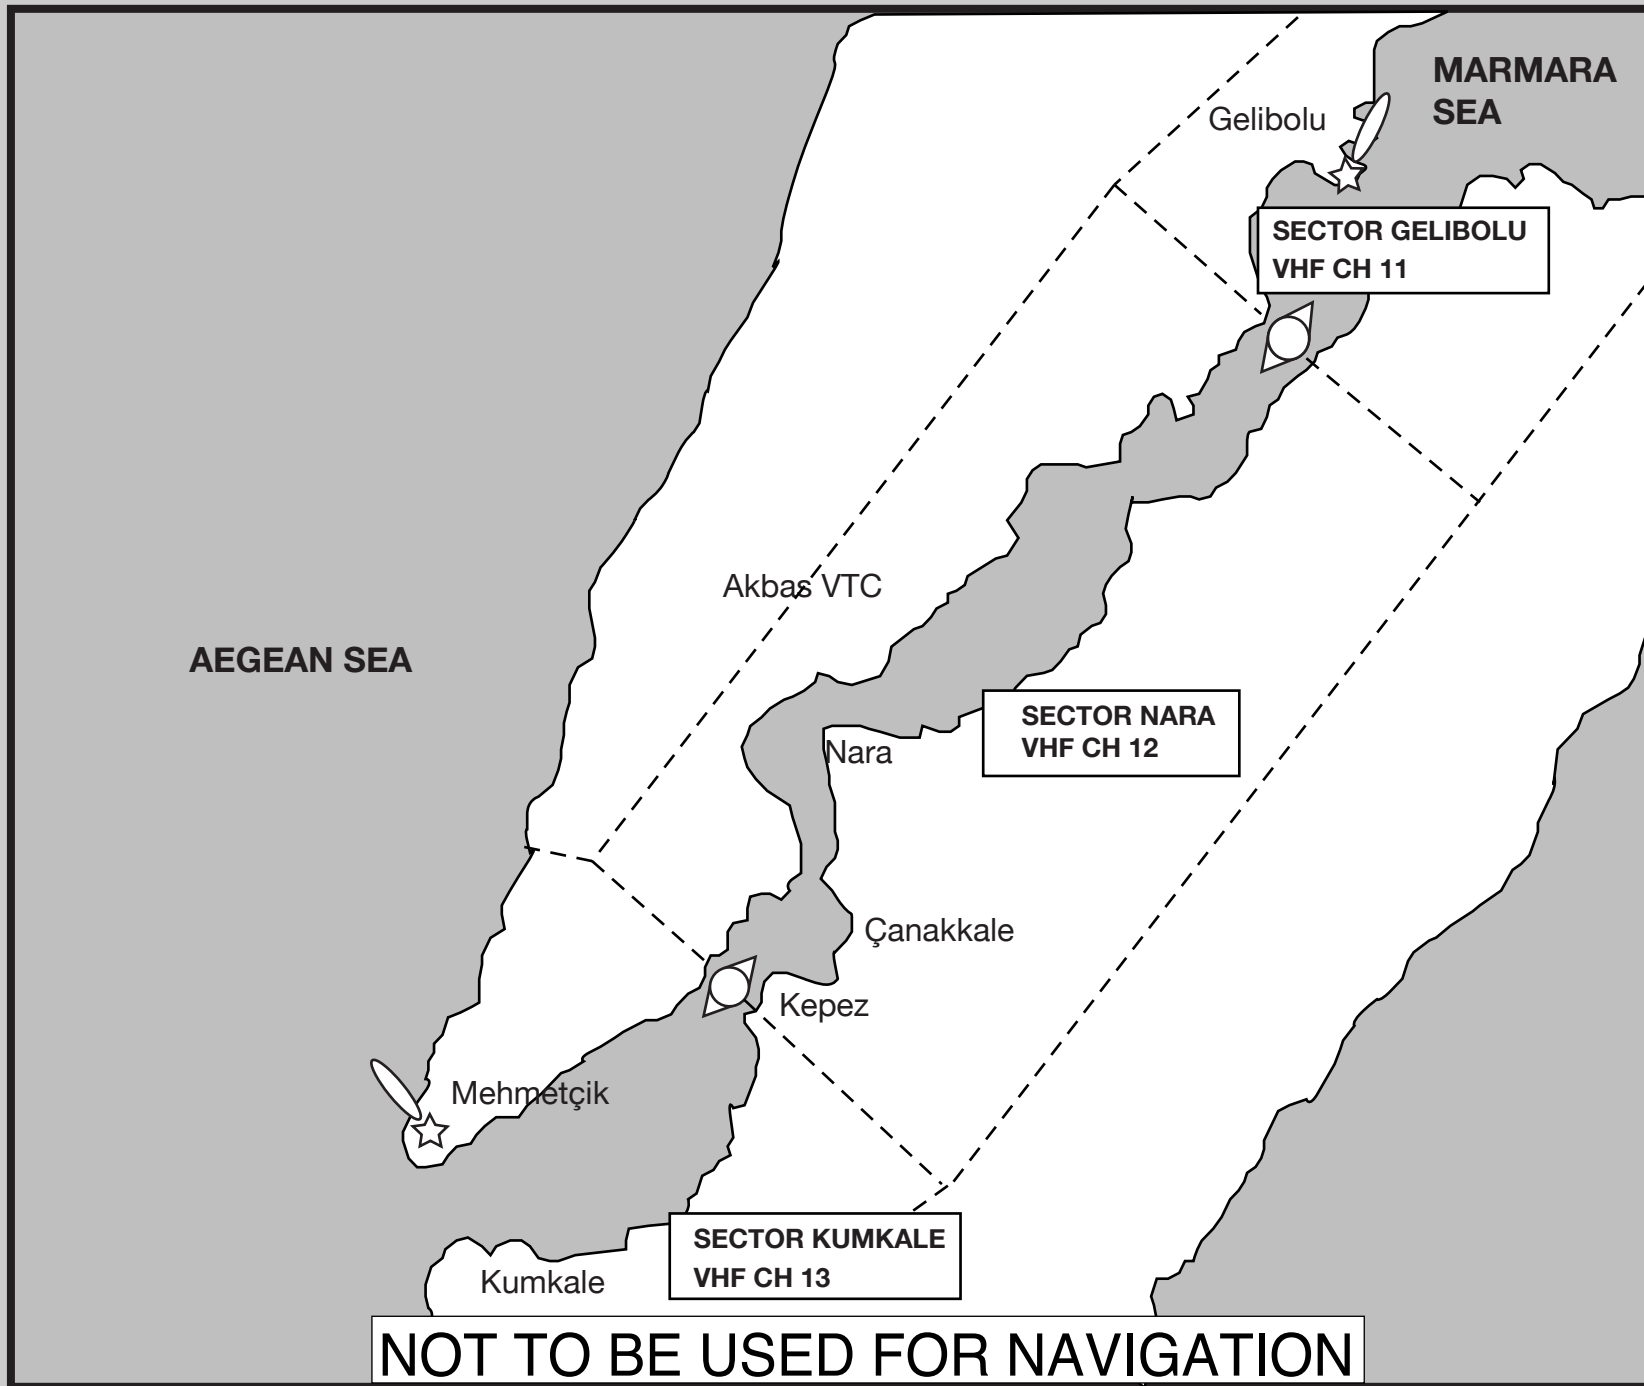 MARMARA
SEA
Gelibolu
SECTOR GELIBOLU
VHF CH 11
Akbas VTC
AEGEAN SEA
SECTOR NARA
VHF CH 12
Nara
Çanakkale
Kepez
Mehmetçik
SECTOR KUMKALE
VHF CH 13
Kumkale
NOT TO BE USED FOR NAVIGATION